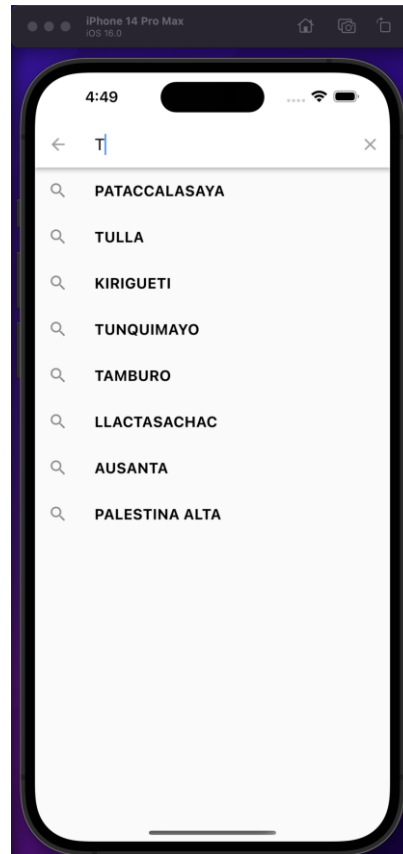 iPhone 14 Pro Max
iOS 16.0
4:49
T
PATACCALASAYA
TULLA
KIRIGUETI
TUNQUIMAYO
TAMBURO
LLACTASACHAC
AUSANTA
PALESTINA ALTA